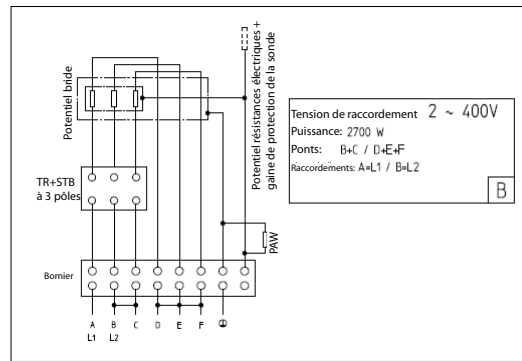 Potentiel bride
Potentiel résistances électriques +
gaine de protection de la sonde
TR+STB
à 3 pôles
PAW
Bornier
A B C D E F
L1 L2
Tension de raccordement 2 ~ 400V
Puissance: 2700 W
Ponts: B+C / D+E+F
Raccordements: A=L1 / B=L2
B